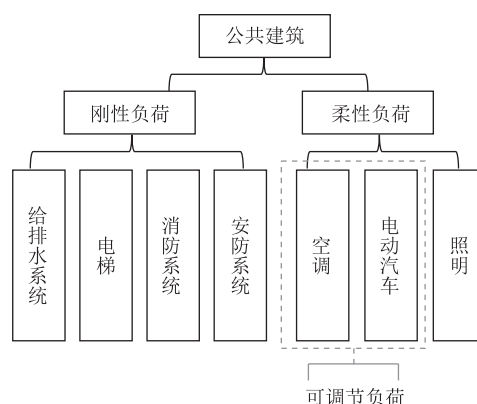 公共建筑
刚性负荷
柔性负荷
给排水系统
电梯
消防系统
安防系统
空调
电动汽车
照明
可调节负荷